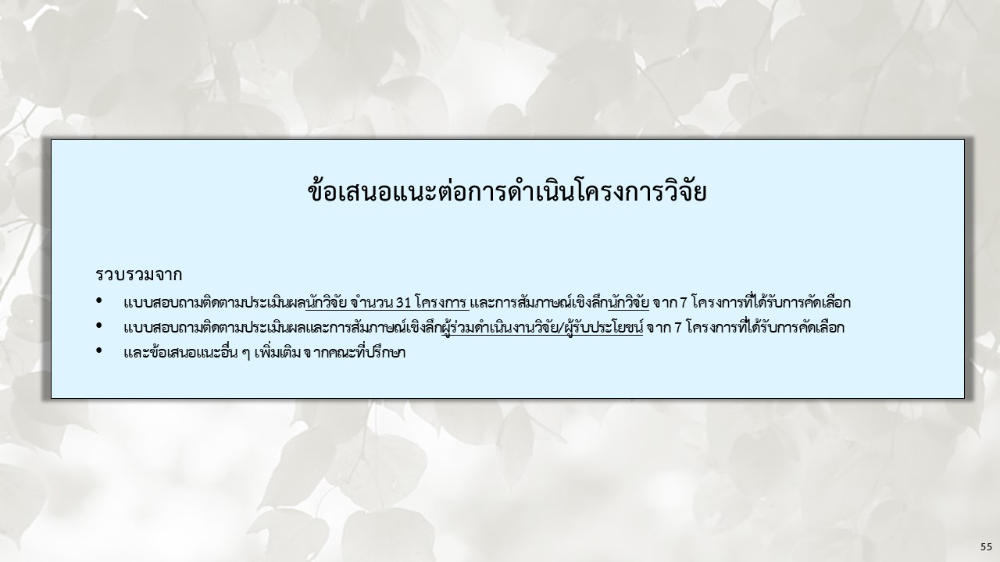 ข้อเสนอแนะต่อการดำเนินโครงการวิจัย
รวบรวมจาก
• แบบสอบถามติดตามประเมินผลนักวิจัย จำนวน 31 โครงการ และการสัมภาษณ์เชิงลึกนักวิจัย จาก 7 โครงการที่ได้รับการคัดเลือก
• แบบสอบถามติดตามประเมินผลและการสัมภาษณ์เชิงลึกผู้ร่วมดำเนินงานวิจัย/ผู้รับประโยชน์ จาก 7 โครงการที่ได้รับการคัดเลือก
• และข้อเสนอแนะอื่น ๆ เพิ่มเติม จากคณะที่ปรึกษา
55